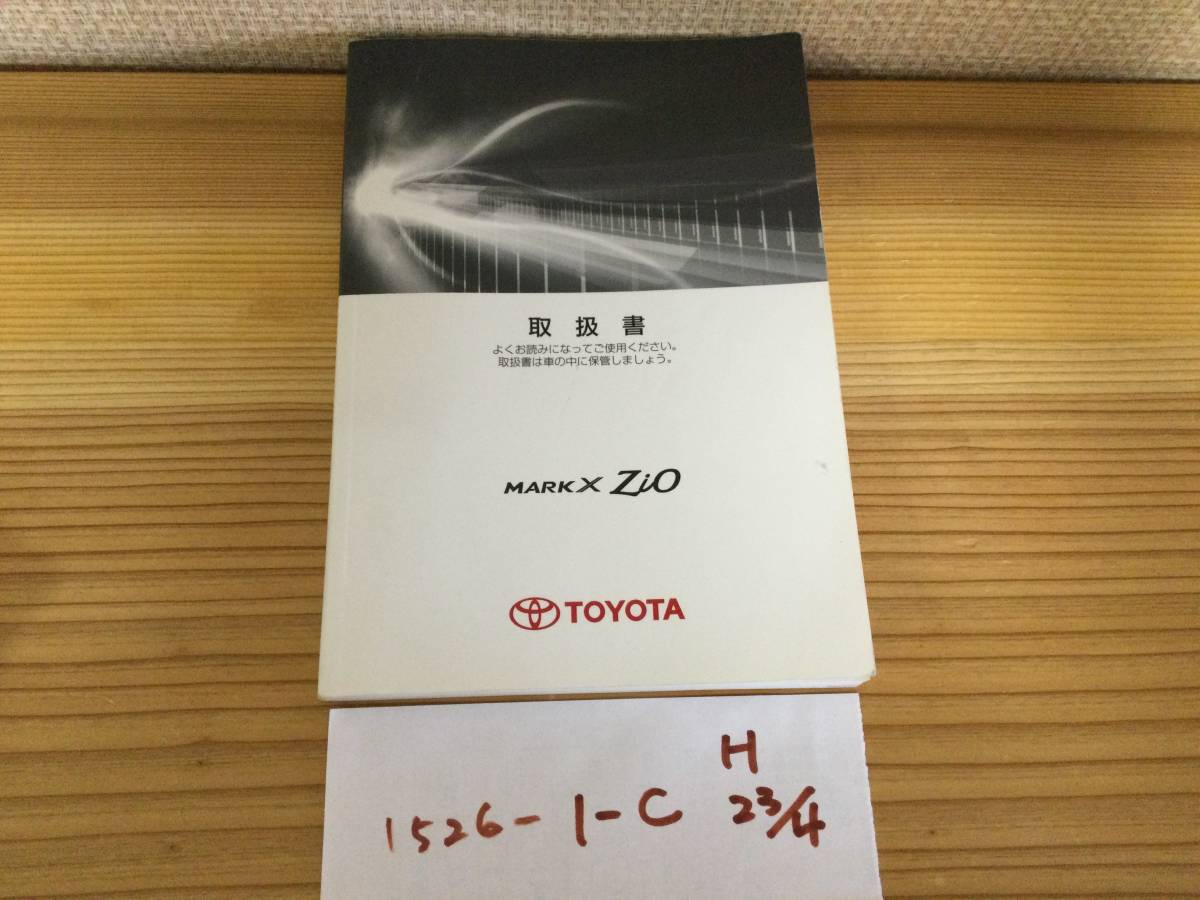 取扱書
よくお読みになってご使用ください。
取扱書は車の中に保管しましょう。
MARK X ZiO
TOYOTA
H
1526-1-C 23/4